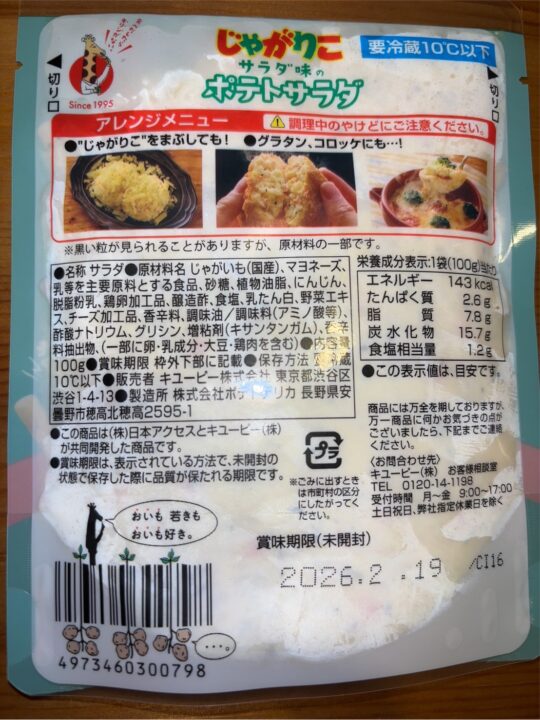 じゃがりこ
サラダ味の
ポテトサラダ
要冷蔵10℃以下
切り口
切り口
Since 1995
アレンジメニュー
調理中のやけどにご注意ください。
●"じゃがりこ"をまぶしても!
●グラタン、コロッケにも…!
※黒い粒が見られることがありますが、原材料の一部です。
●名称 サラダ●原材料名 じゃがいも(国産)、マヨネーズ、
乳等を主要原料とする食品、砂糖、植物油脂、にんじん、
脱脂粉乳、鶏卵加工品、醸造酢、食塩、乳たん白、野菜エキ
ス、チーズ加工品、香辛料、調味油/調味料(アミノ酸等)、
酢酸ナトリウム、グリシン、増粘剤(キサンタンガム)、香辛
料抽出物、(一部に卵・乳成分・大豆・鶏肉を含む)●内容量
100g●賞味期限 枠外下部に記載●保存方法 要冷蔵
10℃以下●販売者 キユーピー株式会社 東京都渋谷区
渋谷1-4-13●製造所 株式会社ポテトデリカ 長野県安
曇野市穂高北穂高2595-1
栄養成分表示:1袋(100g)当たり
エネルギー 143 kcal
たんぱく質 2.6 g
脂質 7.8 g
炭水化物 15.7 g
食塩相当量 1.2 g
●この表示値は、目安です。
●この商品は(株)日本アクセスとキユーピー(株)
が共同開発した商品です。
●賞味期限は、表示されている方法で、未開封の
状態で保存した際に品質が保たれる期限です。
プラ
※ごみに出すとき
は市町村の区分
にしたがってく
ださい。
商品には万全を期しておりますが、
万一商品に何かお気づきの点が
ございましたら、下記までご連絡
ください。
〈お問合わせ先〉
キユーピー(株) お客様相談室
TEL 0120-14-1198
受付時間 月~金 9:00~17:00
土日祝日、弊社指定休業日を除く
おいも 若きも
おいも好き。
賞味期限(未開封)
2026.2.19 /CI16
…。
4973460300798